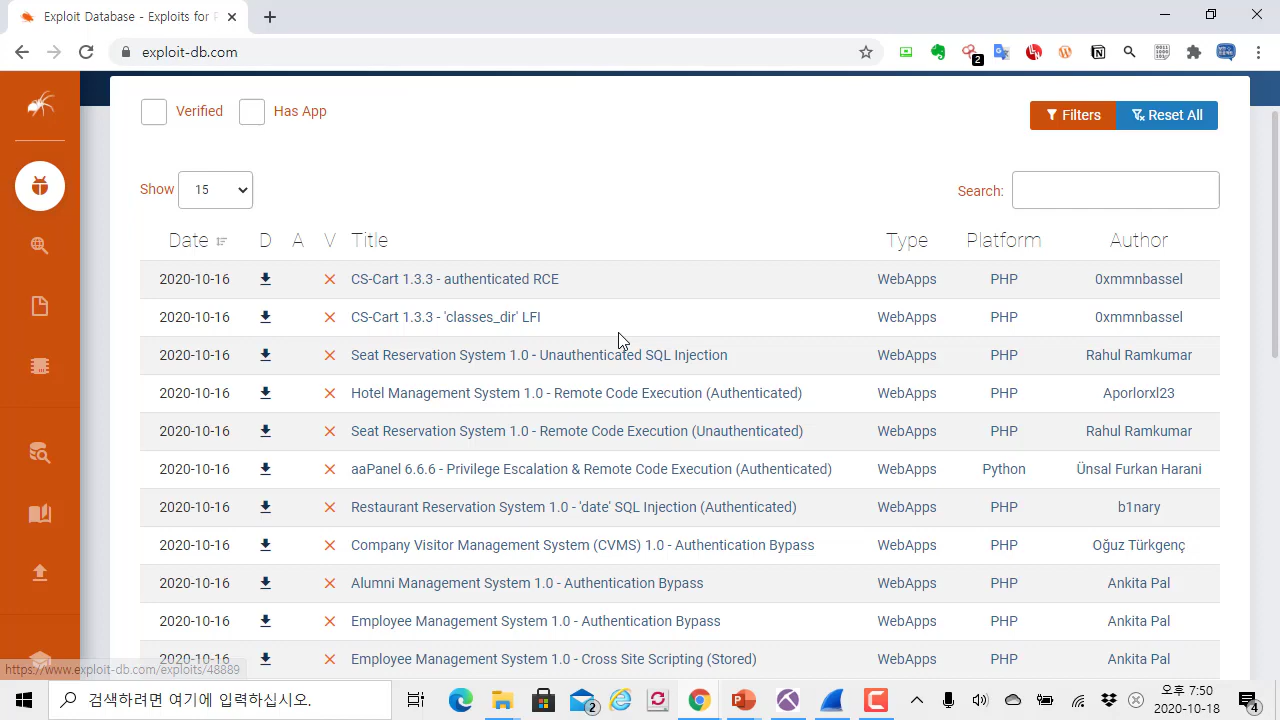 Exploit Database - Exploits for P
exploit-db.com
2
Verified
Has App
Filters
Reset All
Show
15
Search:
Date D A V Title Type Platform Author
2020-10-16 CS-Cart 1.3.3 - authenticated RCE WebApps PHP 0xmmnbassel
2020-10-16 CS-Cart 1.3.3 - 'classes_dir' LFI WebApps PHP 0xmmnbassel
2020-10-16 Seat Reservation System 1.0 - Unauthenticated SQL Injection WebApps PHP Rahul Ramkumar
2020-10-16 Hotel Management System 1.0 - Remote Code Execution (Authenticated) WebApps PHP Aporlorxl23
2020-10-16 Seat Reservation System 1.0 - Remote Code Execution (Unauthenticated) WebApps PHP Rahul Ramkumar
2020-10-16 aaPanel 6.6.6 - Privilege Escalation & Remote Code Execution (Authenticated) WebApps Python Ünsal Furkan Harani
2020-10-16 Restaurant Reservation System 1.0 - 'date' SQL Injection (Authenticated) WebApps PHP b1nary
2020-10-16 Company Visitor Management System (CVMS) 1.0 - Authentication Bypass WebApps PHP Oğuz Türkgenç
2020-10-16 Alumni Management System 1.0 - Authentication Bypass WebApps PHP Ankita Pal
2020-10-16 Employee Management System 1.0 - Authentication Bypass WebApps PHP Ankita Pal
2020-10-16 Employee Management System 1.0 - Cross Site Scripting (Stored) WebApps PHP Ankita Pal
https://www.exploit-db.com/exploits/48889
검색하려면 여기에 입력하십시오.
2
오후 7:50
2020-10-18
4